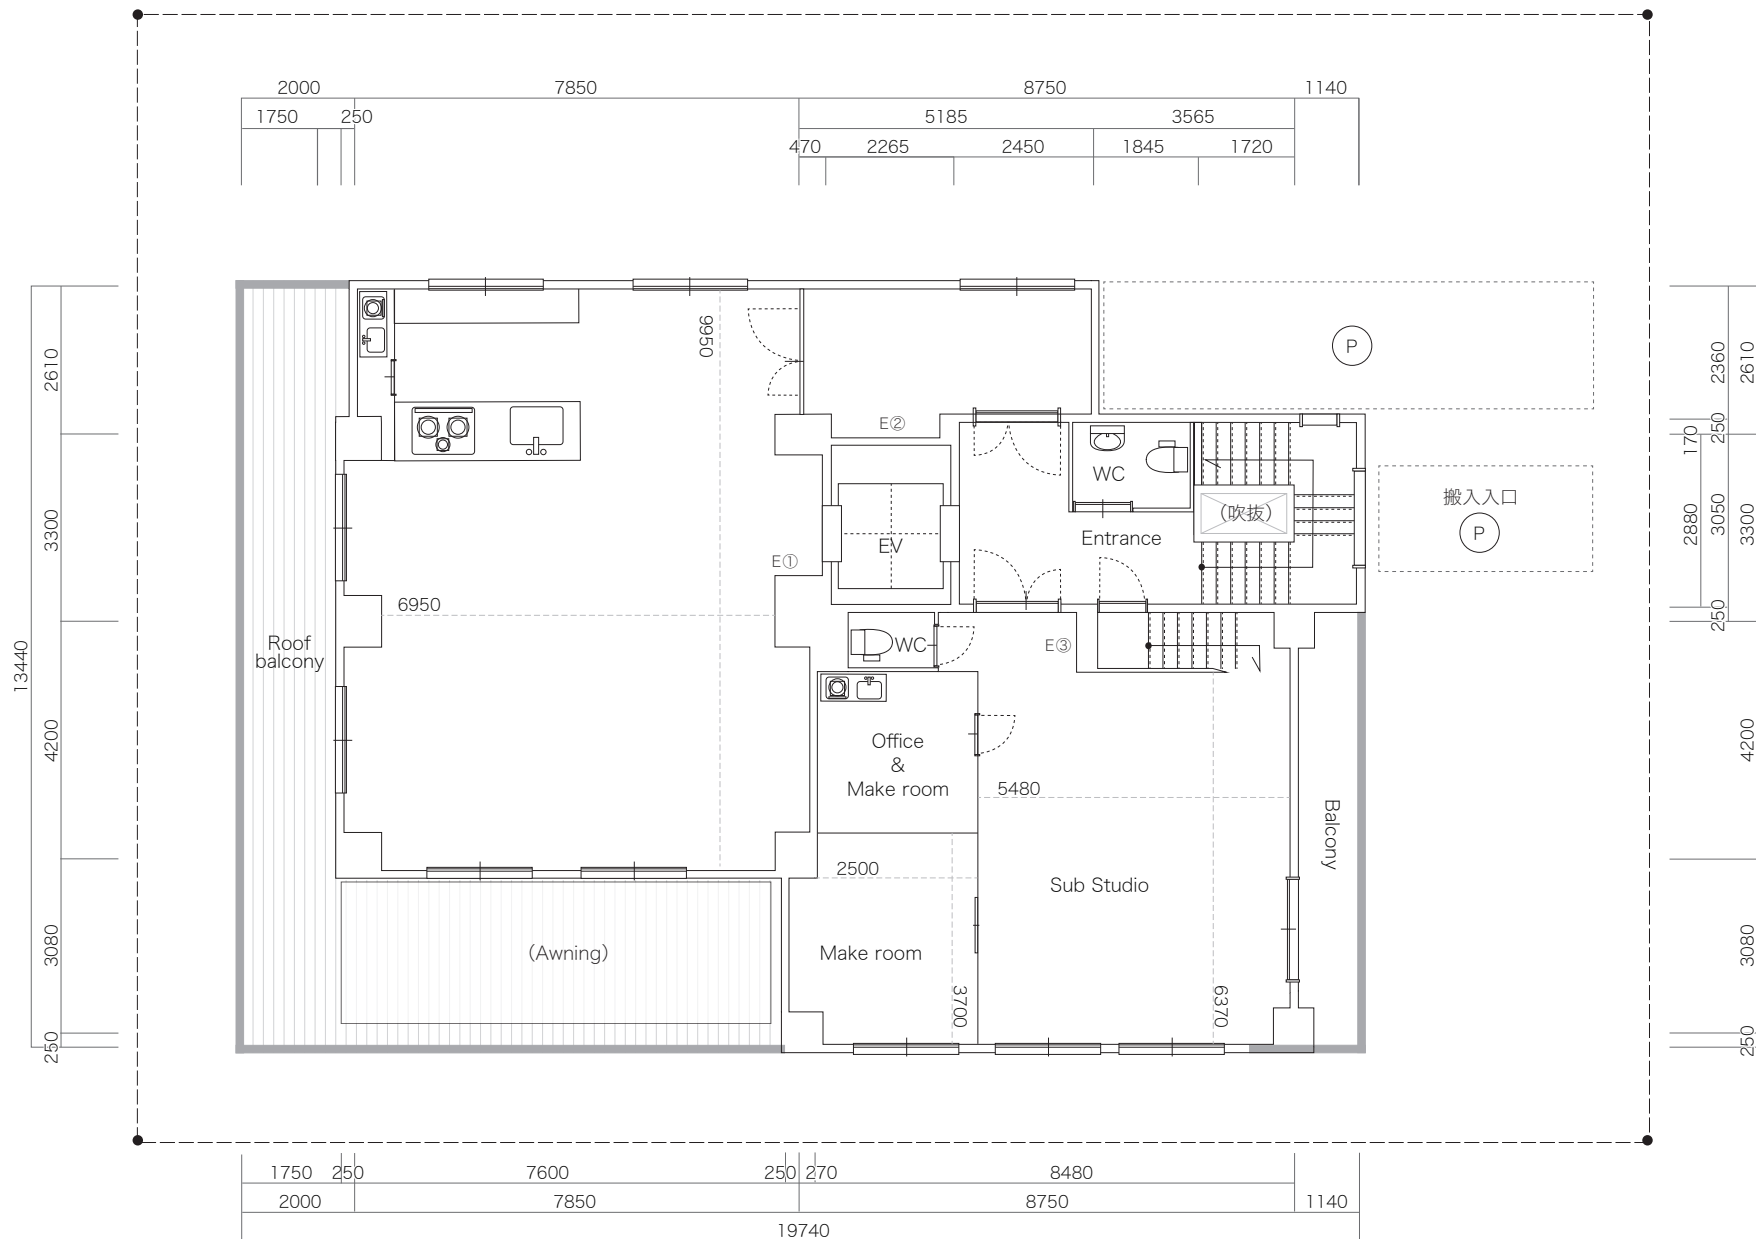 2000 7850 8750 1140
1750 250 5185 3565
470 2265 2450 1845 1720
13440
2610
3300
4200
3080
250
9950
E②
E①
EV
6950
WC
Entrance
（吹抜）
P
搬入入口
P
Roof
balcony
WC
E③
Office
&
Make room
5480
2500
Sub Studio
Balcony
Make room
3700
6370
（Awning）
2360
250
170
2880
3050
250
2610
3300
4200
3080
250
1750 250 7600 250 270 8480
2000 7850 8750 1140
19740